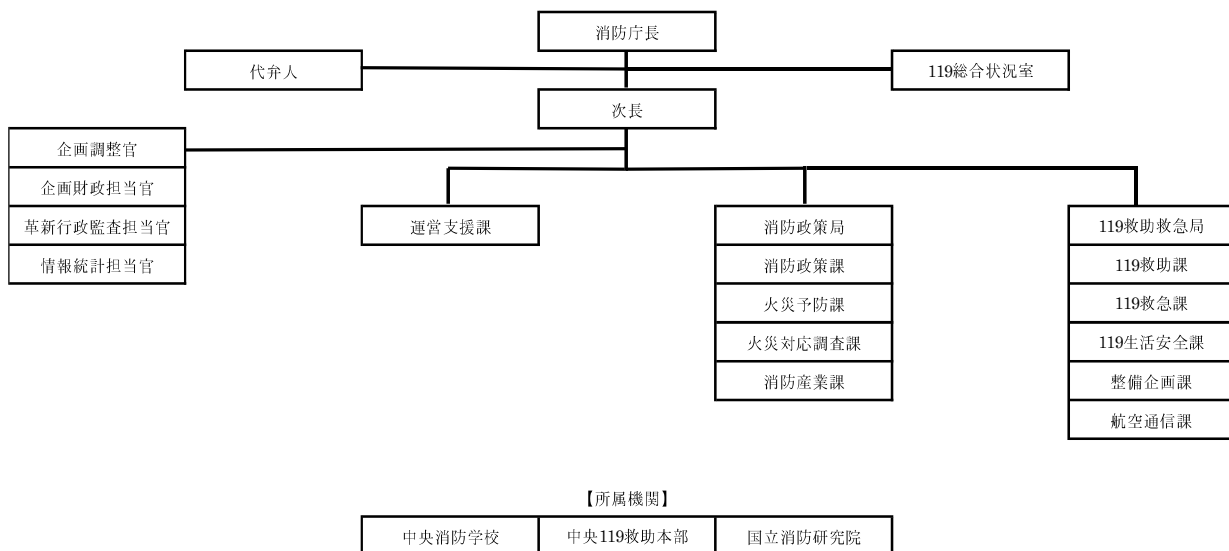 消防庁長
代弁人
119総合状況室
次長
企画調整官
企画財政担当官
革新行政監査担当官
情報統計担当官
運営支援課
消防政策局
消防政策課
火災予防課
火災対応調査課
消防産業課
119救助救急局
119救助課
119救急課
119生活安全課
整備企画課
航空通信課
【所属機関】
中央消防学校
中央119救助本部
国立消防研究院